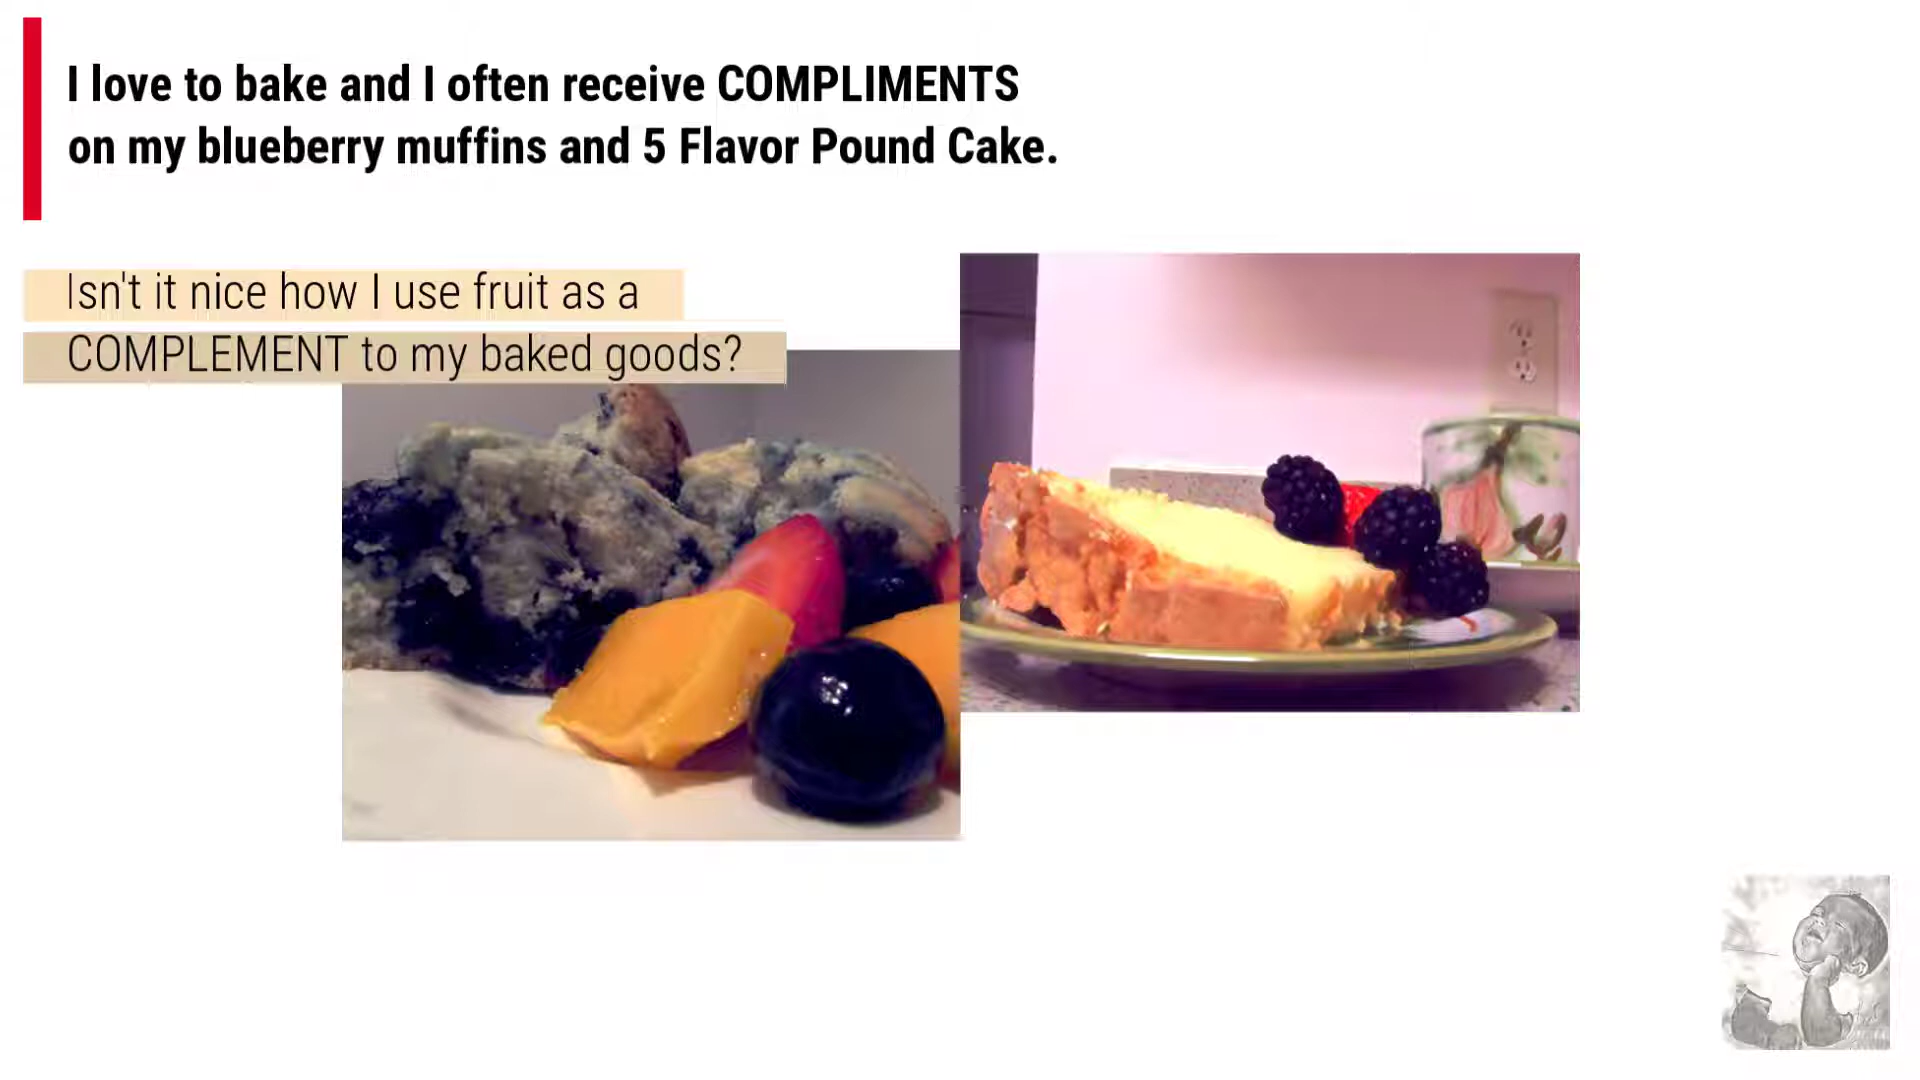 I love to bake and I often receive COMPLIMENTS
on my blueberry muffins and 5 Flavor Pound Cake.
Isn't it nice how I use fruit as a
COMPLEMENT to my baked goods?